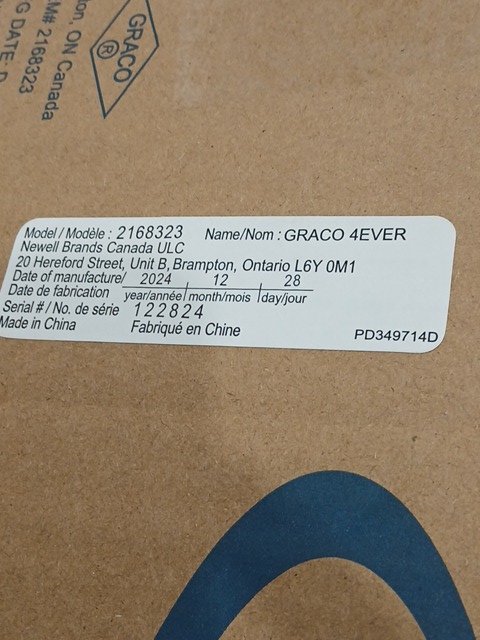 GRACO
®
ton, ON Canada
M# 2168323
G DATE: D
Model / Modèle : 2168323 Name/Nom : GRACO 4EVER
Newell Brands Canada ULC
20 Hereford Street, Unit B, Brampton, Ontario L6Y 0M1
Date of manufacture/ 2024 | 12 | 28
Date de fabrication year/année | month/mois | day/jour
Serial # / No. de série 122824
Made in China Fabriqué en Chine PD349714D